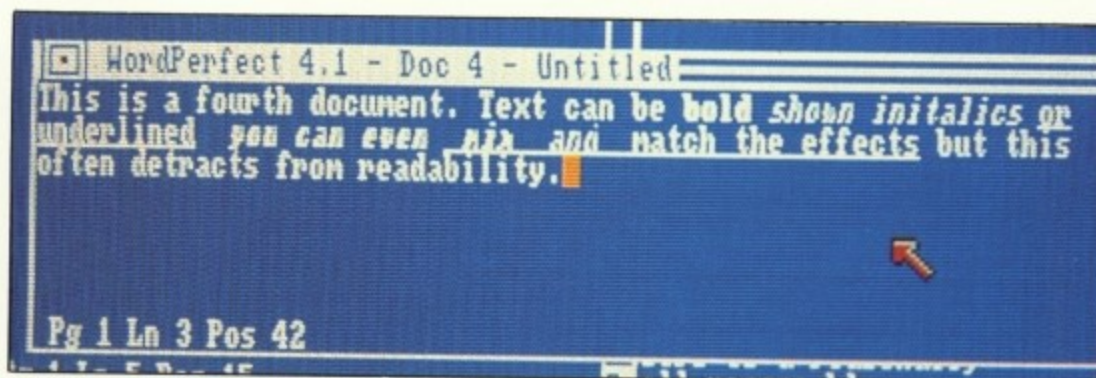 WordPerfect 4.1 - Doc 4 - Untitled
This is a fourth document. Text can be bold shown initalics or
underlined you can even mix and match the effects but this
often detracts from readability.
Pg 1 Ln 3 Pos 42